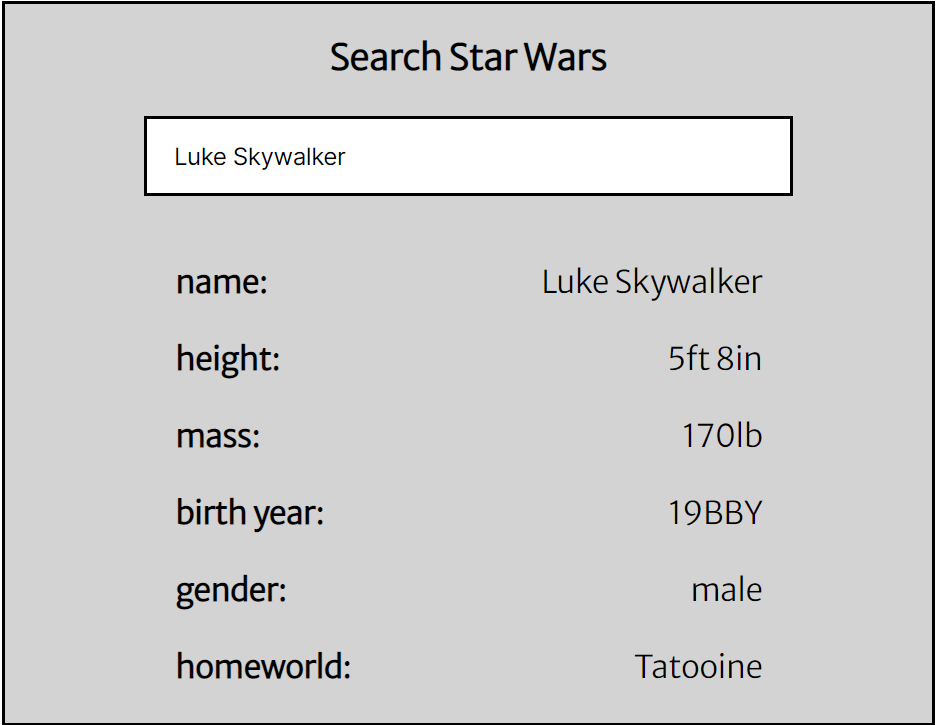 Search Star Wars
Luke Skywalker
name: Luke Skywalker
height: 5ft 8in
mass: 170lb
birth year: 19BBY
gender: male
homeworld: Tatooine